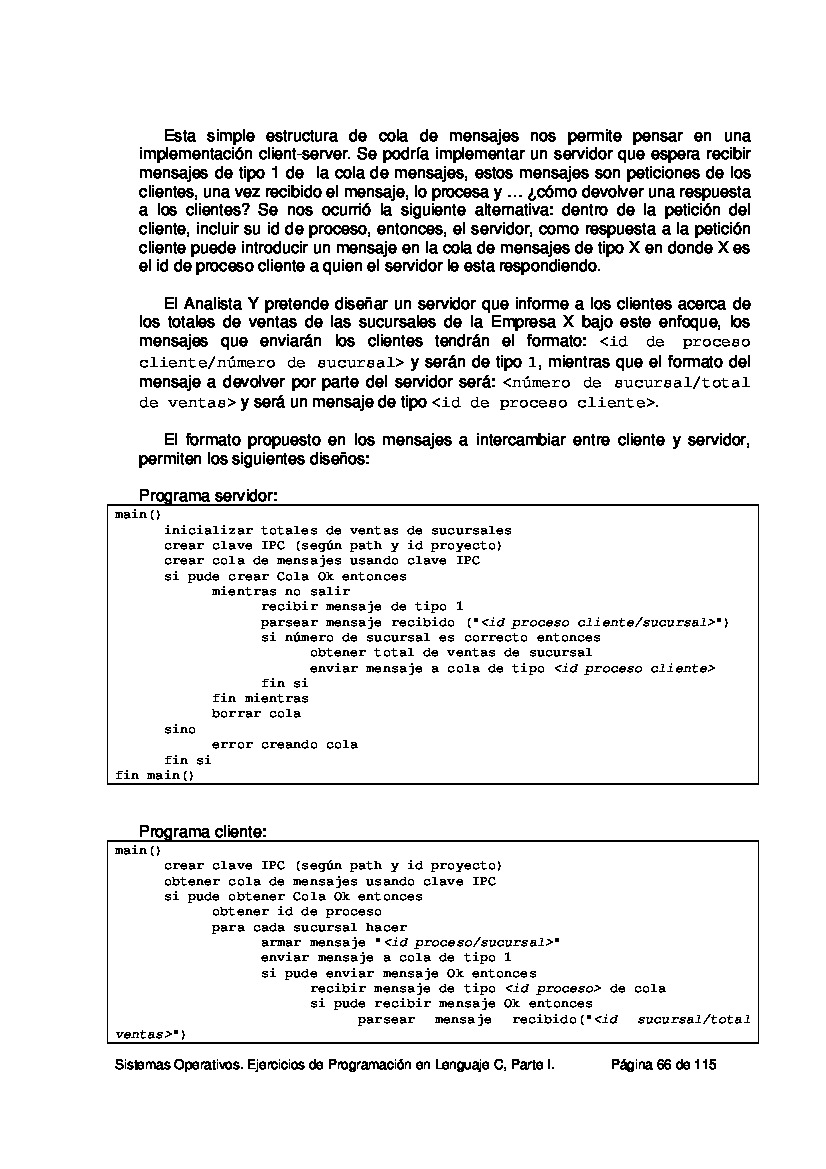 Esta simple estructura de cola de mensajes nos permite pensar en una
implementación client-server. Se podría implementar un servidor que espera recibir
mensajes de tipo 1 de la cola de mensajes, estos mensajes son peticiones de los
clientes, una vez recibido el mensaje, lo procesa y … ¿cómo devolver una respuesta
a los clientes? Se nos ocurrió la siguiente alternativa: dentro de la petición del
cliente, incluir su id de proceso, entonces, el servidor, como respuesta a la petición
cliente puede introducir un mensaje en la cola de mensajes de tipo X en donde X es
el id de proceso cliente a quien el servidor le esta respondiendo.
El Analista Y pretende diseñar un servidor que informe a los clientes acerca de
los totales de ventas de las sucursales de la Empresa X bajo este enfoque, los
mensajes que enviarán los clientes tendrán el formato: <id de proceso
cliente/número de sucursal> y serán de tipo 1, mientras que el formato del
mensaje a devolver por parte del servidor será: <número de sucursal/total
de ventas> y será un mensaje de tipo <id de proceso cliente>.
El formato propuesto en los mensajes a intercambiar entre cliente y servidor,
permiten los siguientes diseños:
Programa servidor:
main()
inicializar totales de ventas de sucursales
crear clave IPC (según path y id proyecto)
crear cola de mensajes usando clave IPC
si pude crear Cola Ok entonces
mientras no salir
recibir mensaje de tipo 1
parsear mensaje recibido ("<id proceso cliente/sucursal>")
si número de sucursal es correcto entonces
obtener total de ventas de sucursal
enviar mensaje a cola de tipo <id proceso cliente>
fin si
fin mientras
borrar cola
sino
error creando cola
fin si
fin main()
Programa cliente:
main()
crear clave IPC (según path y id proyecto)
obtener cola de mensajes usando clave IPC
si pude obtener Cola Ok entonces
obtener id de proceso
para cada sucursal hacer
armar mensaje "<id proceso/sucursal>"
enviar mensaje a cola de tipo 1
si pude enviar mensaje Ok entonces
recibir mensaje de tipo <id proceso> de cola
si pude recibir mensaje Ok entonces
parsear mensaje recibido("<id sucursal/total
ventas>")
Sistemas Operativos. Ejercicios de Programación en Lenguaje C, Parte I. Página 66 de 115